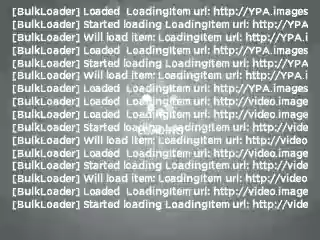 [BulkLoader] Loaded  LoadingItem url: http://YPA.images
[BulkLoader] Started loading LoadingItem url: http://YPA
[BulkLoader] Will load item: LoadingItem url: http://YPA.i
[BulkLoader] Loaded  LoadingItem url: http://YPA.images
[BulkLoader] Started loading LoadingItem url: http://YPA
[BulkLoader] Will load item: LoadingItem url: http://YPA.i
[BulkLoader] Loaded  LoadingItem url: http://YPA.images
[BulkLoader] Loaded  LoadingItem url: http://video.image
[BulkLoader] Loaded  LoadingItem url: http://video.image
[BulkLoader] Started loading LoadingItem url: http://vide
[BulkLoader] Will load item: LoadingItem url: http://video
[BulkLoader] Loaded  LoadingItem url: http://video.image
[BulkLoader] Started loading LoadingItem url: http://vide
[BulkLoader] Will load item: LoadingItem url: http://video
[BulkLoader] Loaded  LoadingItem url: http://video.image
[BulkLoader] Started loading LoadingItem url: http://vide